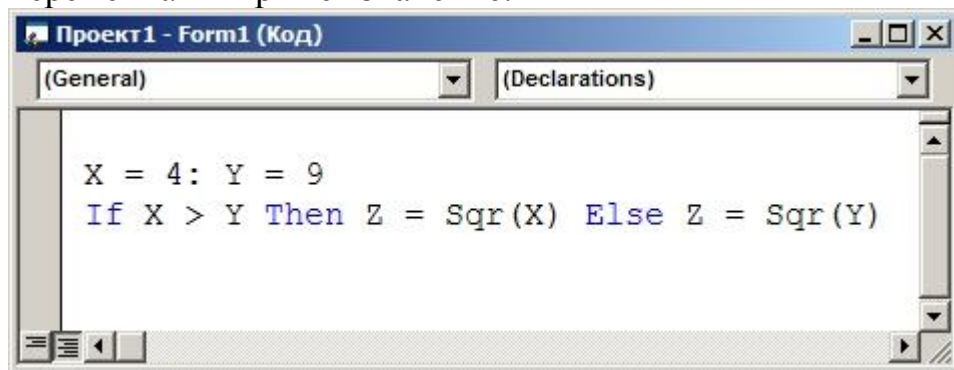 Проект1 - Form1 (Код)
(General) (Declarations)
X = 4: Y = 9
If X > Y Then Z = Sqr(X) Else Z = Sqr(Y)